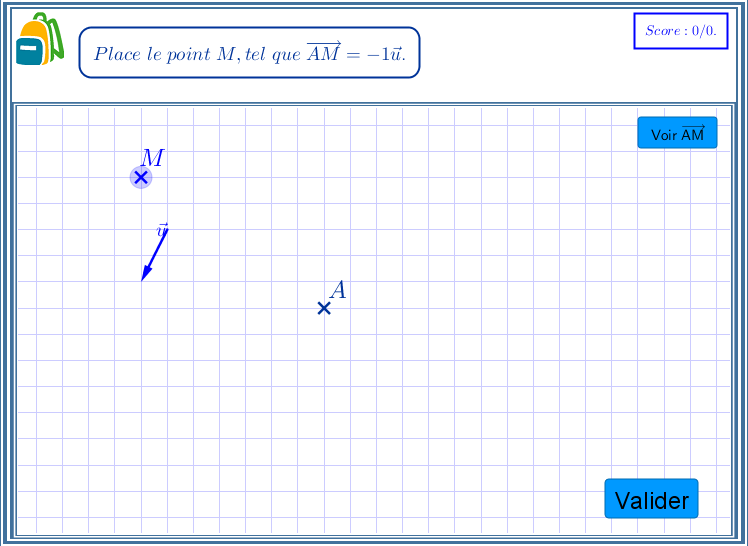 Place le point M, tel que $\overrightarrow{AM} = -1\vec{u}$.
Score : 0/0.
Voir $\overrightarrow{AM}$
M
$\vec{u}$
A
Valider